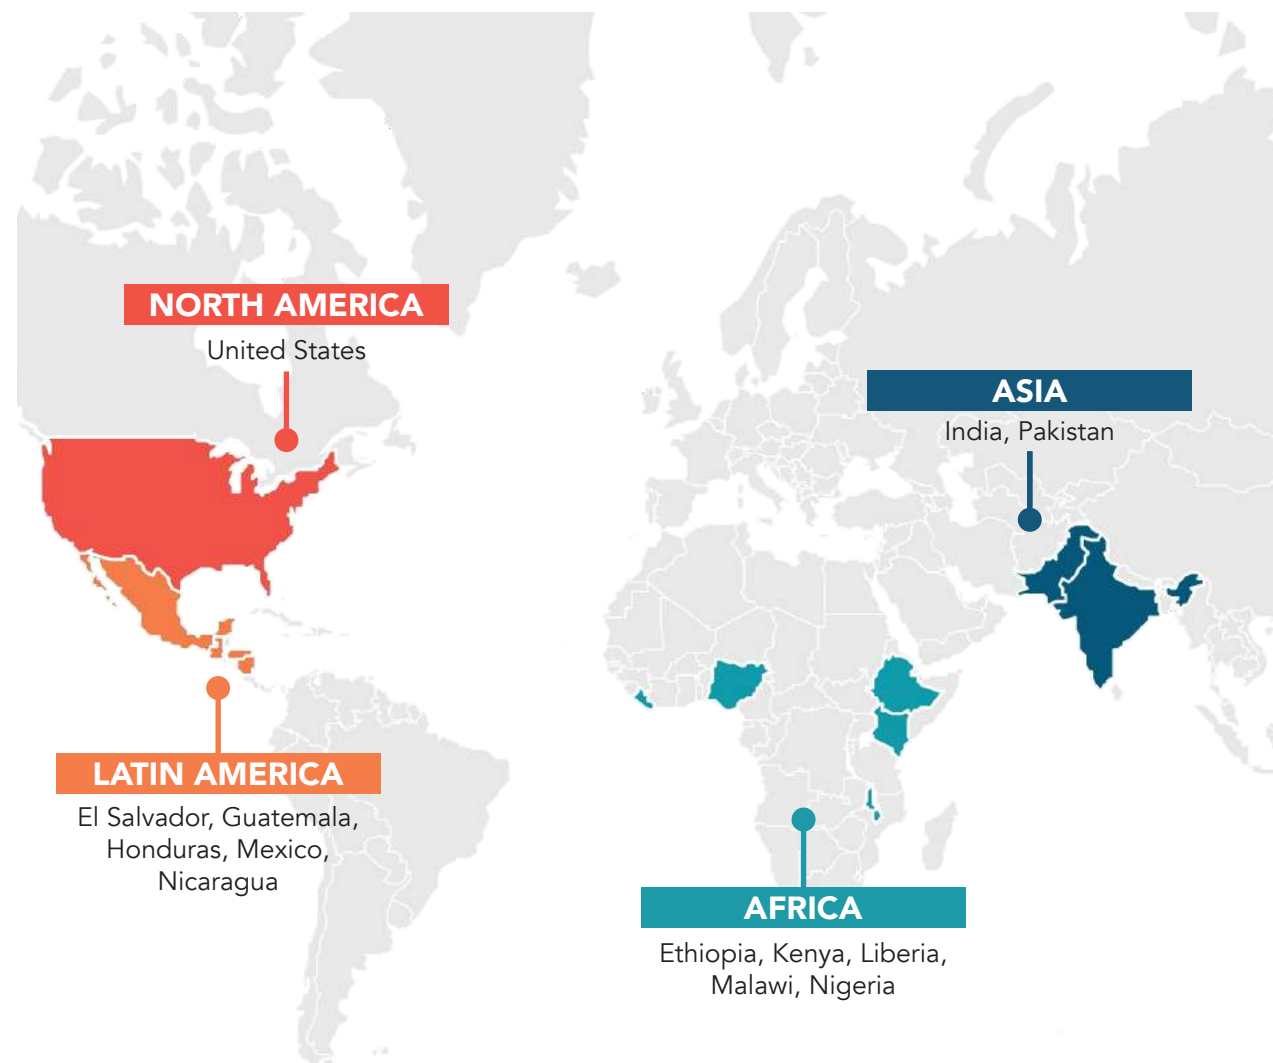 NORTH AMERICA
United States
ASIA
India, Pakistan
LATIN AMERICA
El Salvador, Guatemala,
Honduras, Mexico,
Nicaragua
AFRICA
Ethiopia, Kenya, Liberia,
Malawi, Nigeria